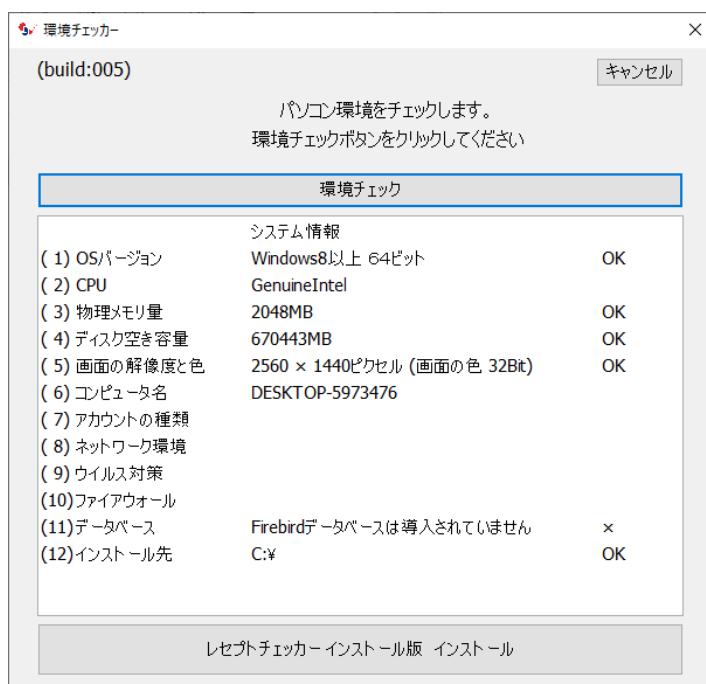 環境チェッカー
(build:005)
キャンセル
パソコン環境をチェックします。
環境チェックボタンをクリックしてください
環境チェック
システム情報
( 1) OSバージョン Windows8以上 64ビット OK
( 2) CPU GenuineIntel
( 3) 物理メモリ量 2048MB OK
( 4) ディスク空き容量 670443MB OK
( 5) 画面の解像度と色 2560 × 1440ピクセル (画面の色 32Bit) OK
( 6) コンピュータ名 DESKTOP-5973476
( 7) アカウントの種類
( 8) ネットワーク環境
( 9) ウイルス対策
(10)ファイアウォール
(11)データベース Firebirdデータベースは導入されていません ×
(12)インストール先 C:¥ OK
レセプトチェッカーインストール版 インストール